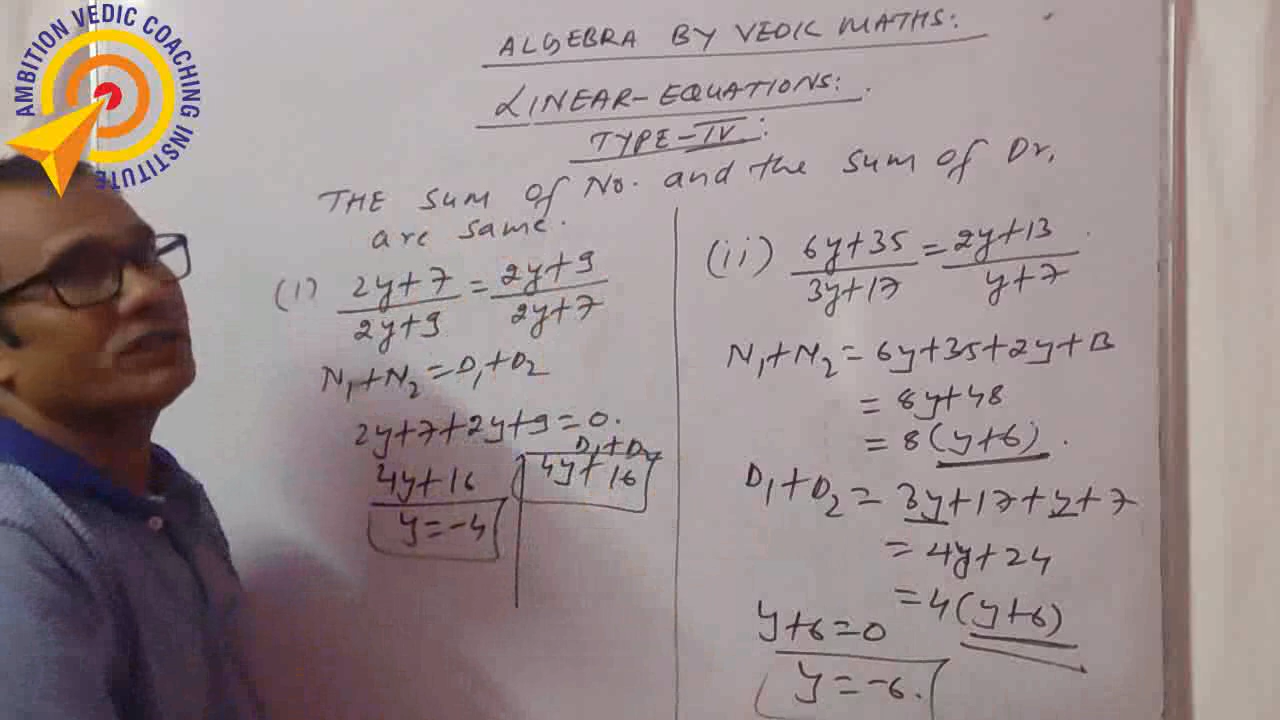 AMBITION VEDIC COACHING INSTITUTE
ALGEBRA BY VEDIC MATHS:
LINEAR-EQUATIONS:
TYPE-IV:
THE sum of No. and the sum of Dr.
are same.
(i) (2y+7)/(2y+9) = (2y+9)/(2y+7)
N₁+N₂=D₁+D₂
2y+7+2y+9=0.
4y+16
y=-4
D₁+D₂
4y+16
(ii) (6y+35)/(3y+17) = (2y+13)/(y+7)
N₁+N₂=6y+35+2y+13
=8y+48
=8(y+6).
D₁+D₂=3y+17+y+7
=4y+24
=4(y+6)
y+6=0
y=-6.